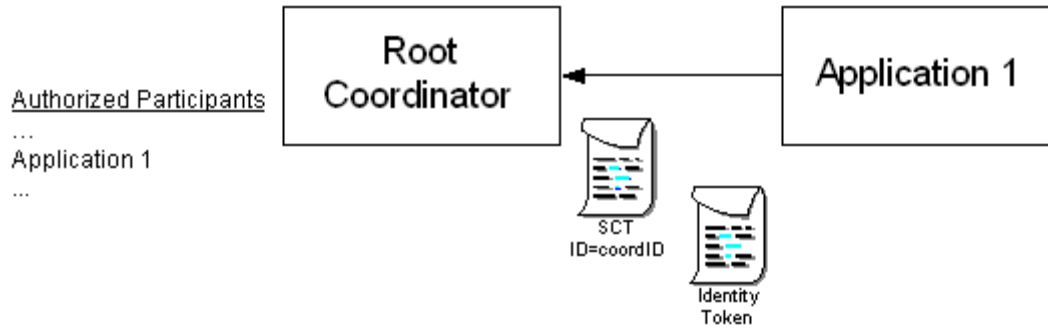 Root
Coordinator
Application 1
Authorized Participants
...
Application 1
...
SCT
ID=coordID
Identity
Token